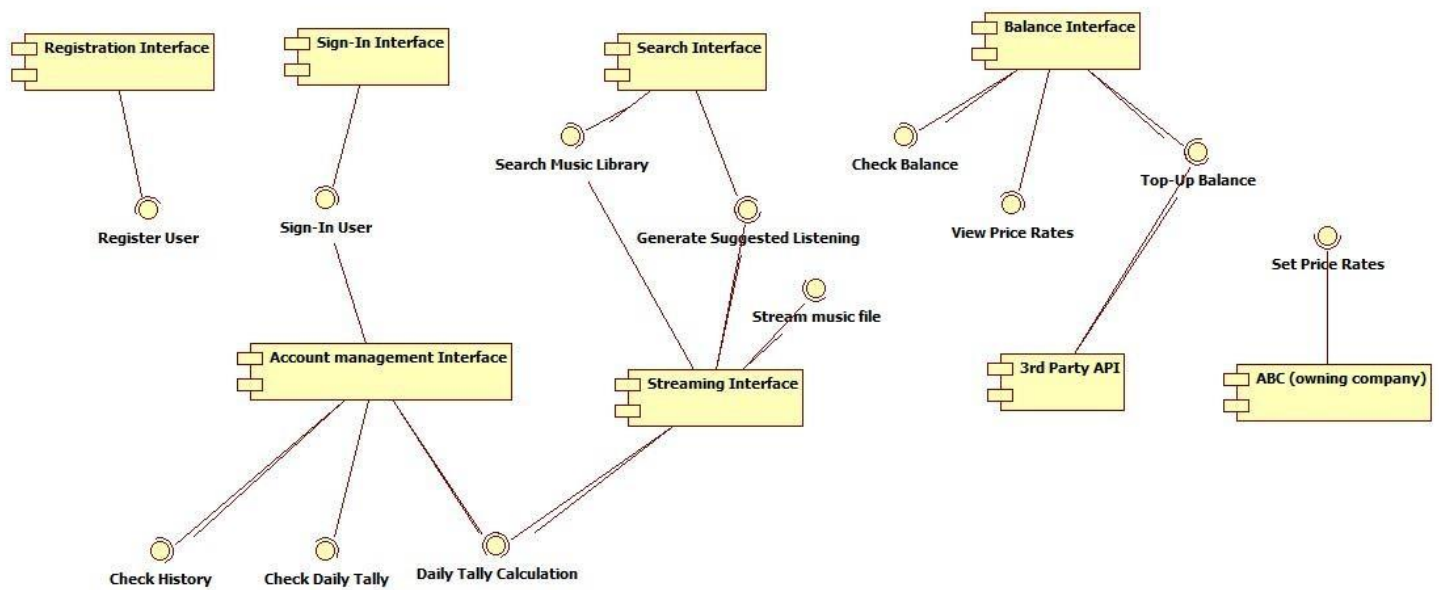 Registration Interface
Sign-In Interface
Search Interface
Balance Interface
Search Music Library
Check Balance
Top-Up Balance
Register User
Sign-In User
Generate Suggested Listening
View Price Rates
Set Price Rates
Stream music file
Account management Interface
Streaming Interface
3rd Party API
ABC (owning company)
Check History
Check Daily Tally
Daily Tally Calculation